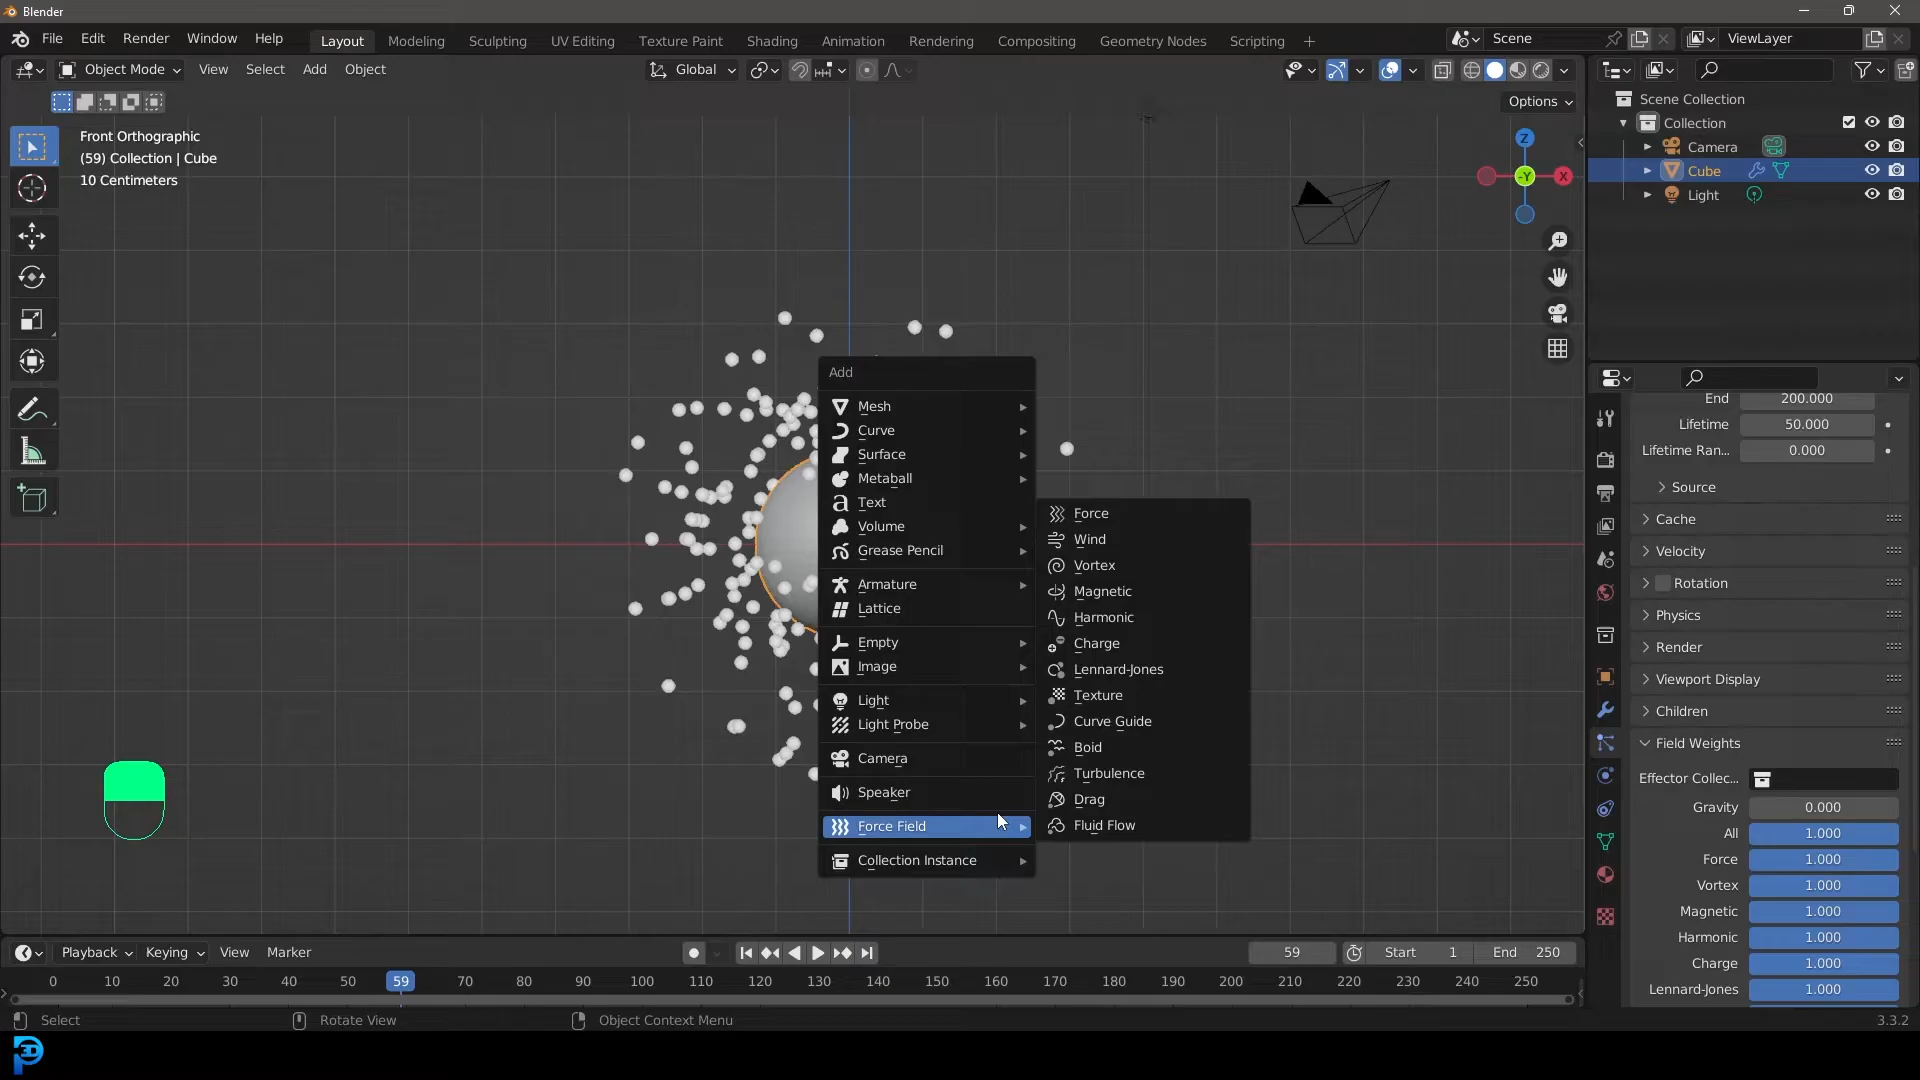 Blender
File Edit Render Window Help
Layout Modeling Sculpting UV Editing Texture Paint Shading Animation Rendering Compositing Geometry Nodes Scripting +
Scene
ViewLayer
Object Mode View Select Add Object
Global
Options
Front Orthographic
(59) Collection | Cube
10 Centimeters
Z
-Y
X
Scene Collection
Collection
Camera
Cube
Light
End 200.000
Lifetime 50.000
Lifetime Ran... 0.000
Source
Cache
Velocity
Rotation
Physics
Render
Viewport Display
Children
Field Weights
Effector Collec...
Gravity 0.000
All 1.000
Force 1.000
Vortex 1.000
Magnetic 1.000
Harmonic 1.000
Charge 1.000
Lennard-Jones 1.000
Add
Mesh
Curve
Surface
Metaball
Text
Volume
Grease Pencil
Armature
Lattice
Empty
Image
Light
Light Probe
Camera
Speaker
Force Field
Collection Instance
Force
Wind
Vortex
Magnetic
Harmonic
Charge
Lennard-Jones
Texture
Curve Guide
Boid
Turbulence
Drag
Fluid Flow
Playback Keying View Marker
59
Start 1
End 250
0 10 20 30 40 50 59 70 80 90 100 110 120 130 140 150 160 170 180 190 200 210 220 230 240 250
Select
Rotate View
Object Context Menu
3.3.2